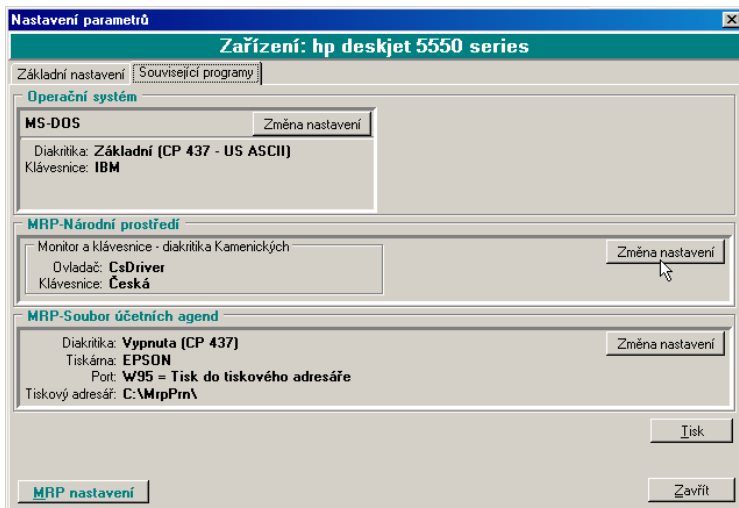 Nastavení parametrů
Zařízení: hp deskjet 5550 series
Základní nastavení Související programy
Operační systém
MS-DOS Změna nastavení
Diakritika: Základní (CP 437 - US ASCII)
Klávesnice: IBM
MRP-Národní prostředí
Monitor a klávesnice - diakritika Kamenických Změna nastavení
Ovladač: CsDriver
Klávesnice: Česká
MRP-Soubor účetních agend
Diakritika: Vypnuta (CP 437) Změna nastavení
Tiskárna: EPSON
Port: W95 = Tisk do tiskového adresáře
Tiskový adresář: C:\MrpPrn\
Tisk
MRP nastavení Zavřít